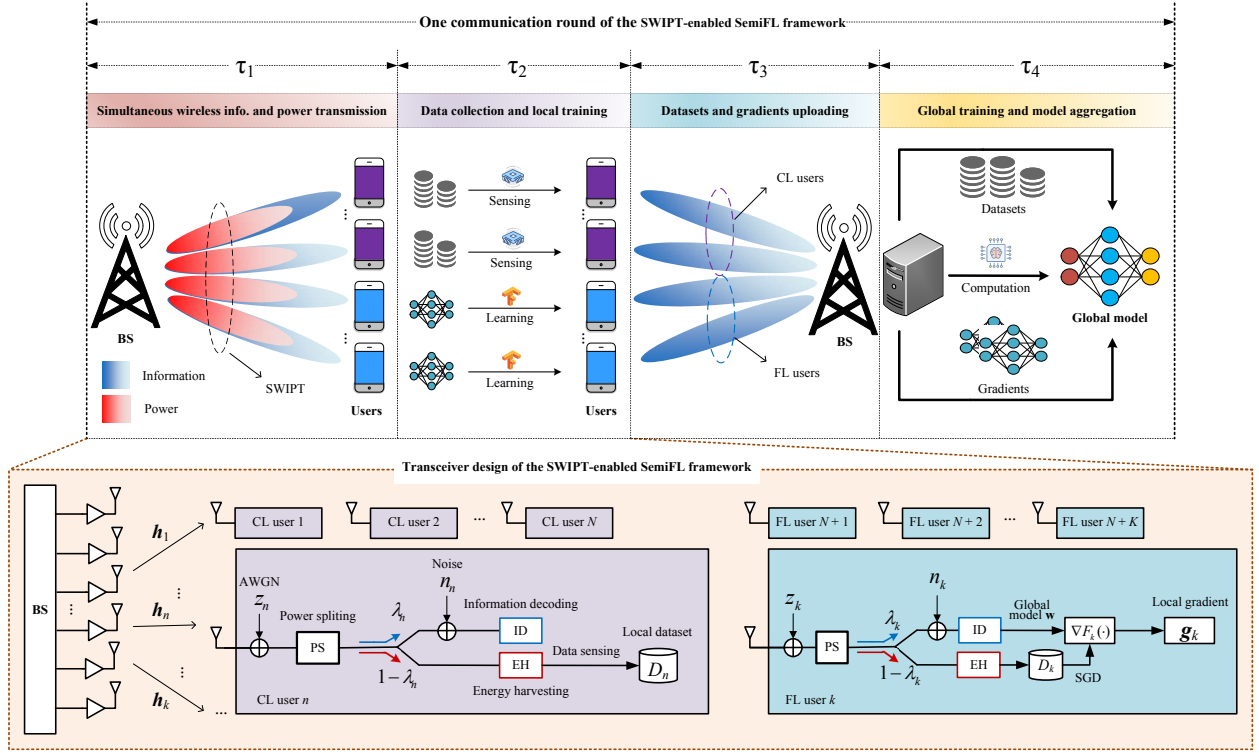 One communication round of the SWIPT-enabled SemiFL framework
τ1
τ2
τ3
τ4
Simultaneous wireless info. and power transmission
Data collection and local training
Datasets and gradients uploading
Global training and model aggregation
BS
Information
Power
SWIPT
Users
Sensing
Sensing
Learning
Learning
Users
CL users
FL users
BS
Datasets
Computation
Gradients
Global model
Transceiver design of the SWIPT-enabled SemiFL framework
BS
...
h1
...
hn
...
hk
...
CL user 1
CL user 2
...
CL user N
AWGN
zn
Power spliting
PS
λn
1 − λn
Noise
nn
Information decoding
ID
EH
Energy harvesting
Data sensing
Local dataset
Dn
CL user n
FL user N + 1
FL user N + 2
...
FL user N + K
zk
PS
λk
1 − λk
nk
ID
EH
Global
model w
Dk
∇Fk(·)
SGD
Local gradient
gk
FL user k